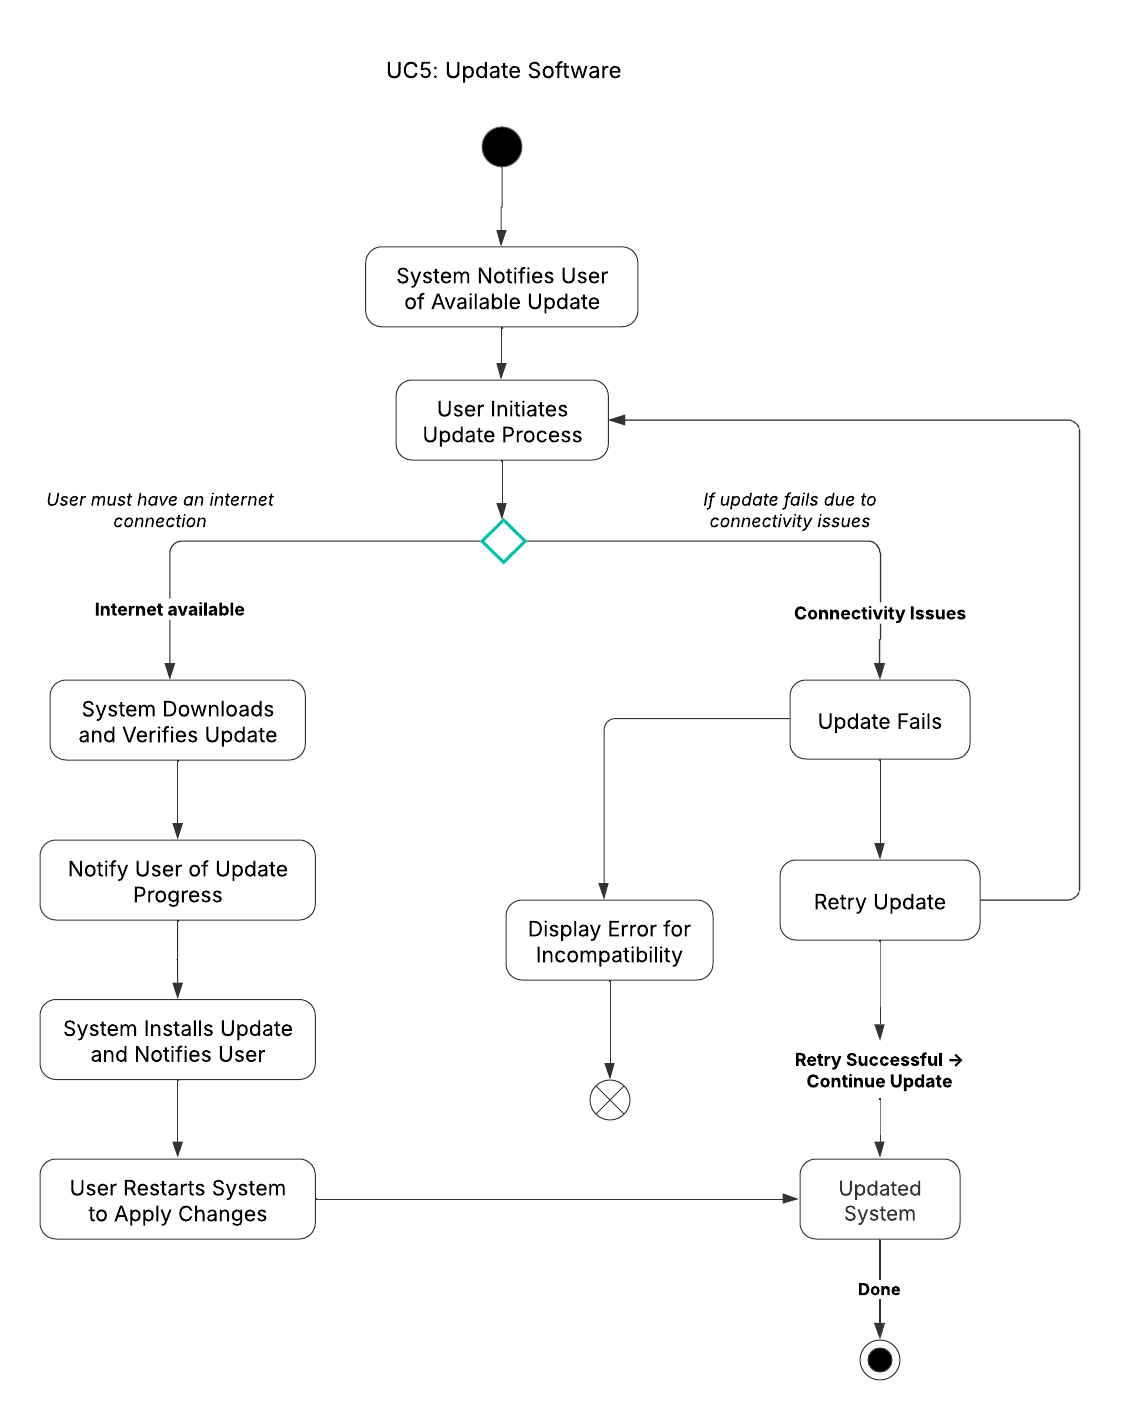 UC5: Update Software
System Notifies User
of Available Update
User Initiates
Update Process
User must have an internet
connection
If update fails due to
connectivity issues
Internet available
Connectivity Issues
System Downloads
and Verifies Update
Update Fails
Notify User of Update
Progress
Retry Update
Display Error for
Incompatibility
System Installs Update
and Notifies User
Retry Successful →
Continue Update
User Restarts System
to Apply Changes
Updated
System
Done